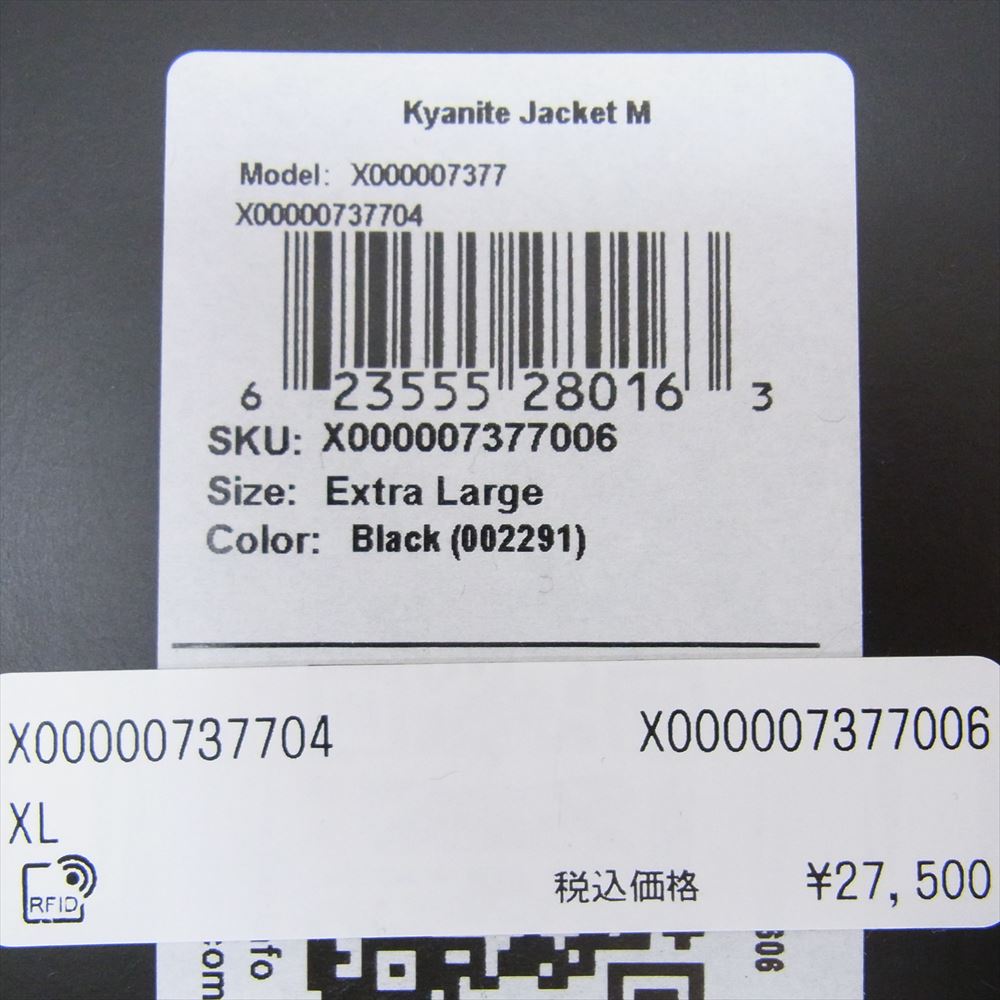 Kyanite Jacket M
Model: X000007377
X00000737704
6 23555 28016 3
SKU: X000007377006
Size: Extra Large
Color: Black (002291)
X00000737704 X000007377006
XL
RFID
税込価格 ¥27,500